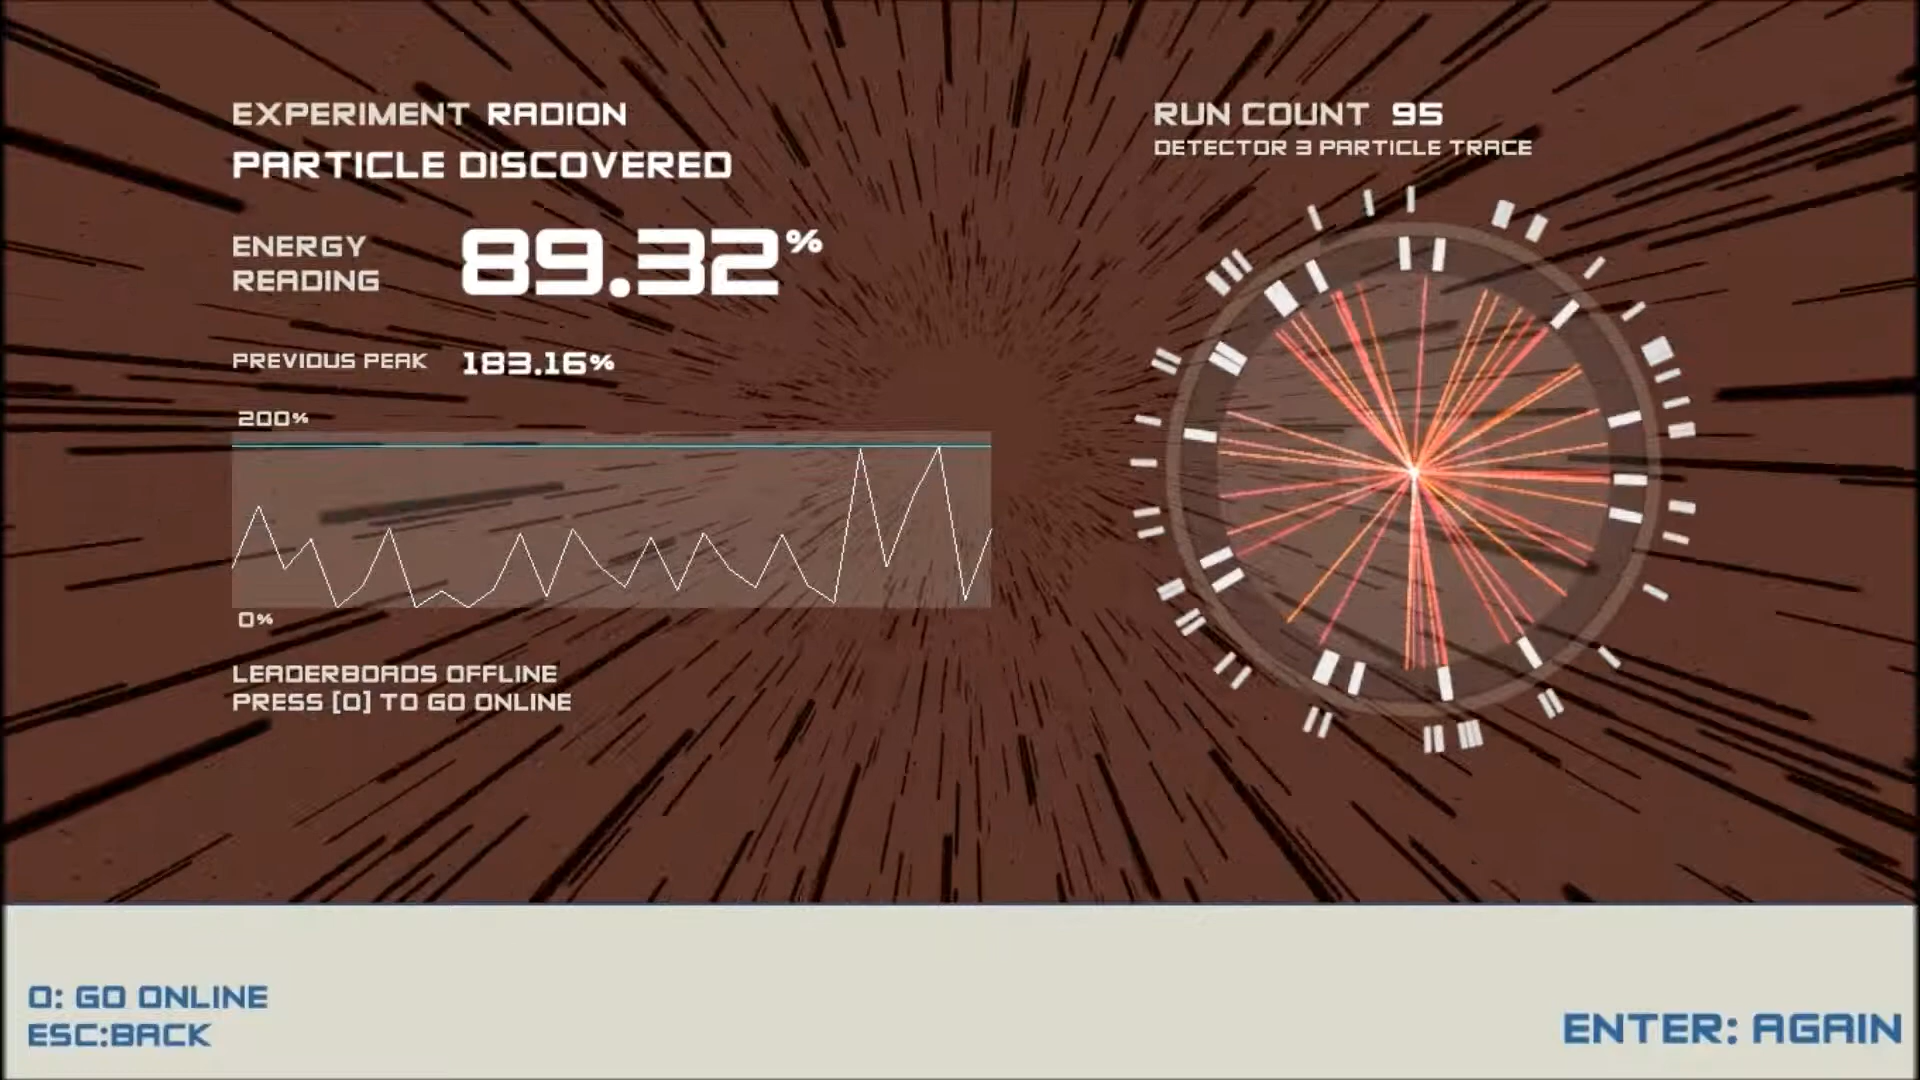 EXPERIMENT RADION
PARTICLE DISCOVERED
ENERGY
READING
89.32%
PREVIOUS PEAK 183.16%
200%
0%
LEADERBOADS OFFLINE
PRESS [O] TO GO ONLINE
RUN COUNT 95
DETECTOR 3 PARTICLE TRACE
O: GO ONLINE
ESC:BACK
ENTER: AGAIN